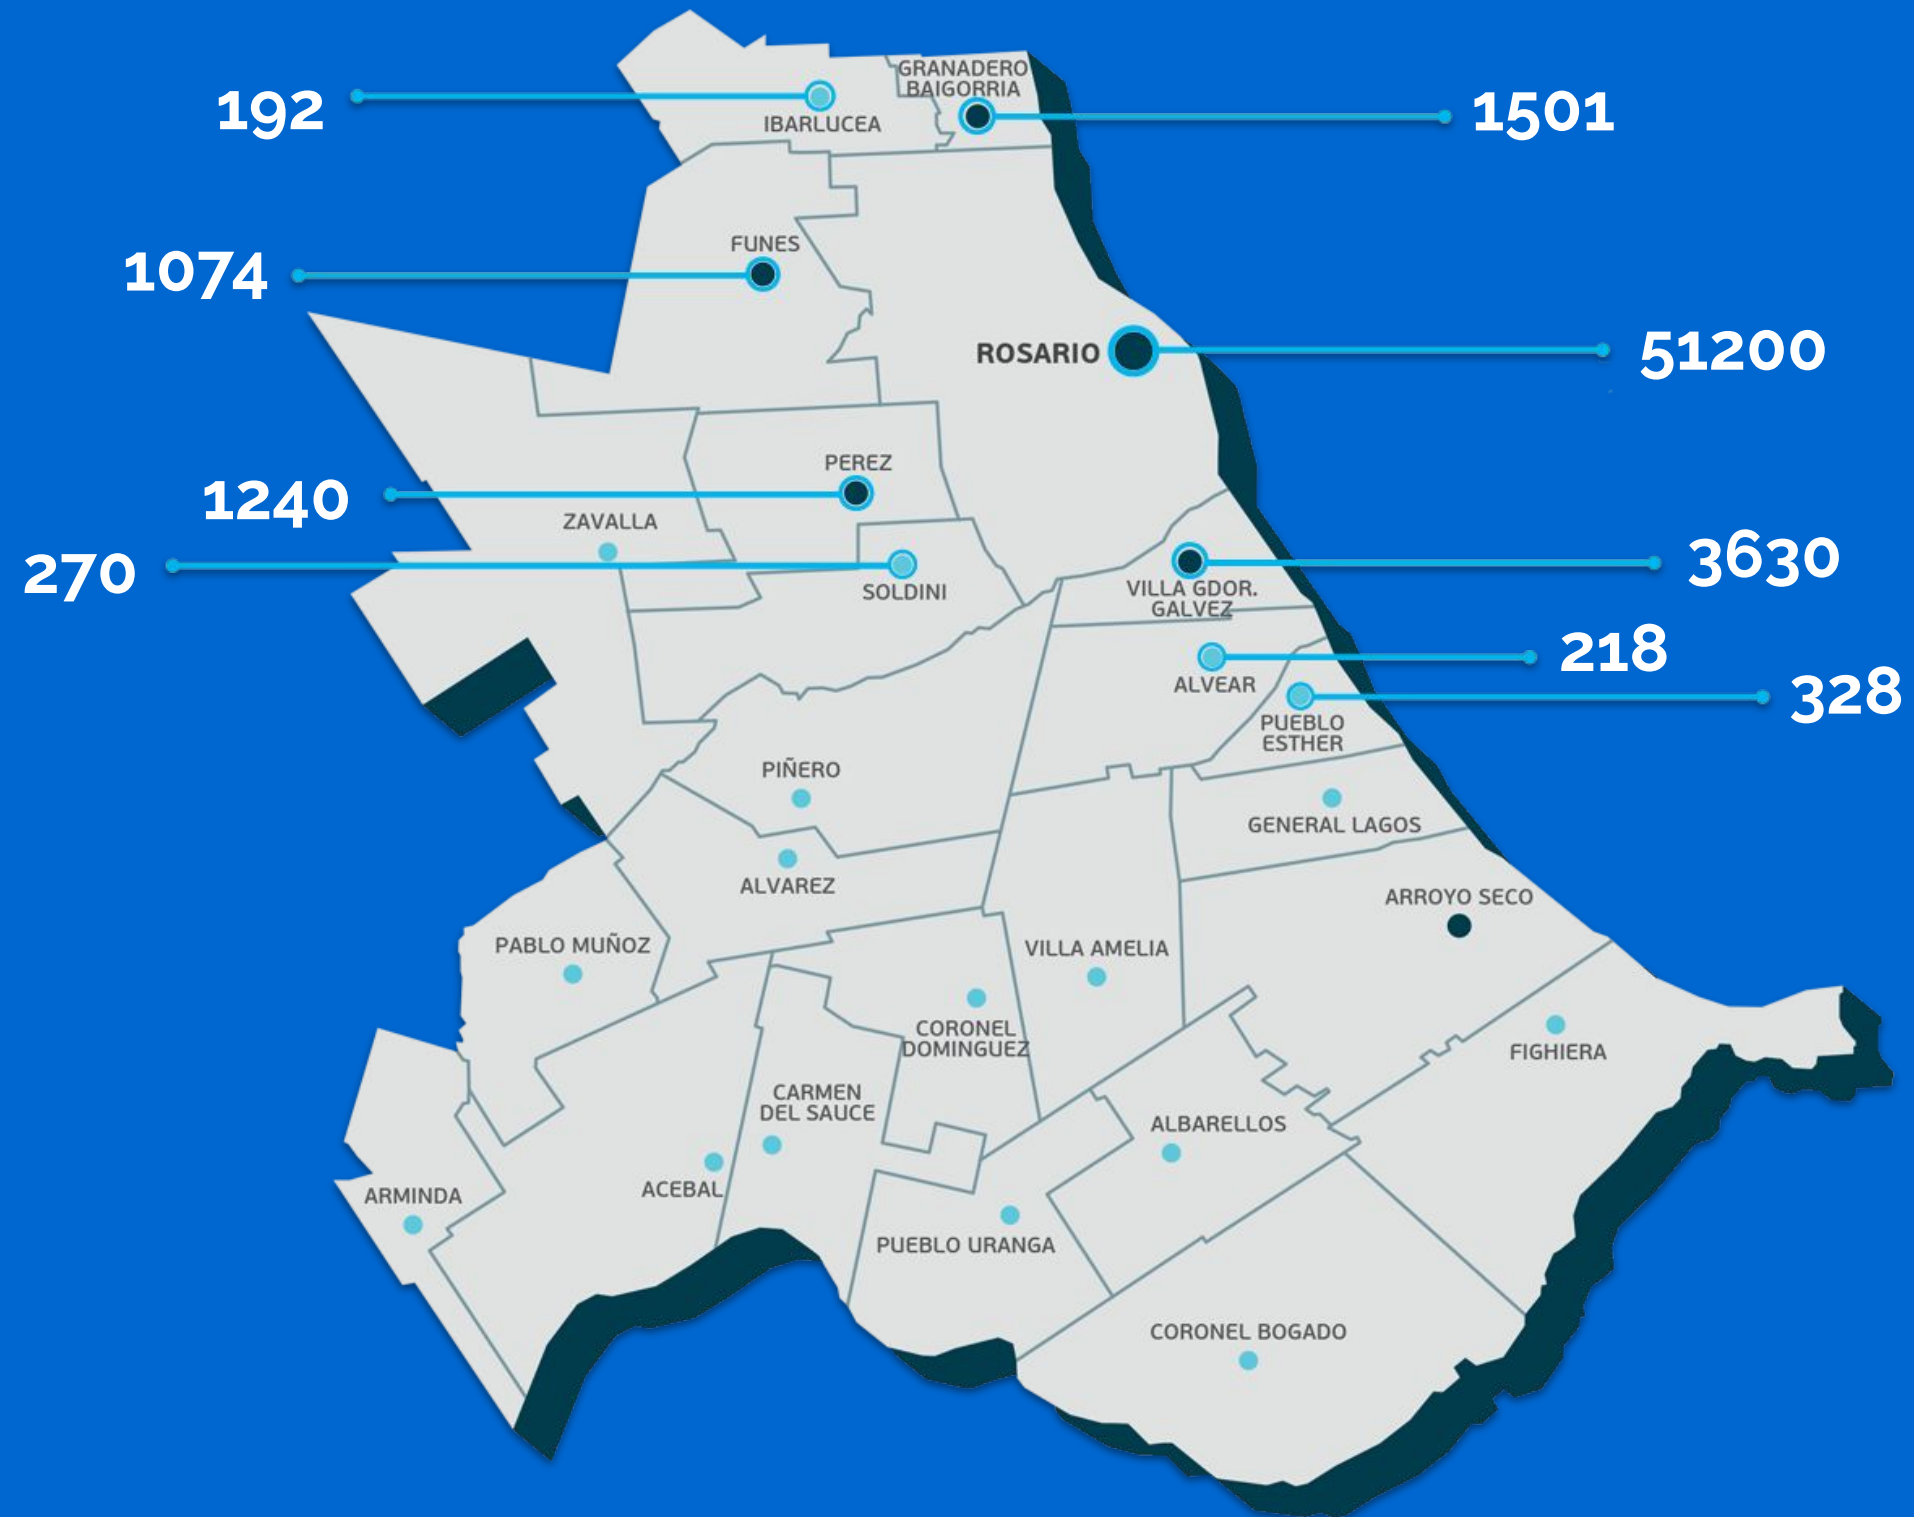 GRANADERO
BAIGORRIA
192
IBARLUCEA
1501
FUNES
1074
ROSARIO
51200
PEREZ
1240
ZAVALLA
270
SOLDINI
3630
VILLA GDOR.
GALVEZ
218
ALVEAR
328
PUEBLO
ESTHER
PIÑERO
GENERAL LAGOS
ALVAREZ
ARROYO SECO
PABLO MUÑOZ
VILLA AMELIA
CORONEL
DOMINGUEZ
FIGHIERA
CARMEN
DEL SAUCE
ALBARELLOS
ACEBAL
ARMINDA
PUEBLO URANGA
CORONEL BOGADO